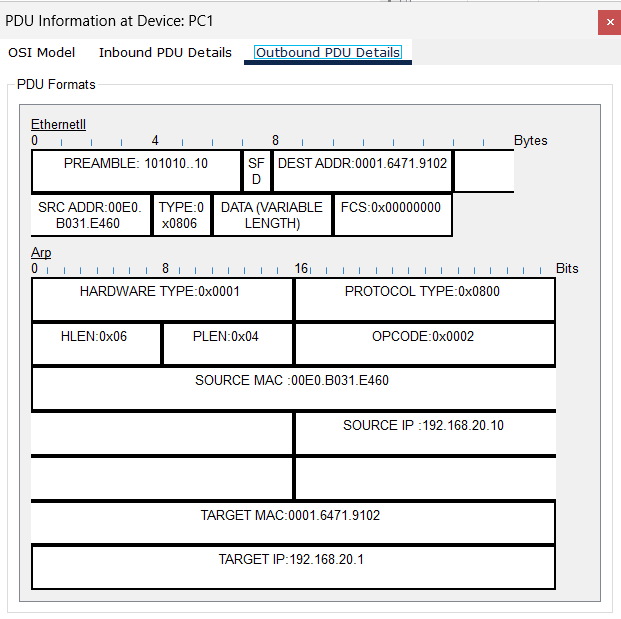 PDU Information at Device: PC1
OSI Model Inbound PDU Details Outbound PDU Details
PDU Formats
EthernetII
0 4 8 Bytes
PREAMBLE: 101010..10 SF DEST ADDR:0001.6471.9102
D
SRC ADDR:00E0. TYPE:0 DATA (VARIABLE FCS:0x00000000
B031.E460 x0806 LENGTH)
Arp
0 8 16 Bits
HARDWARE TYPE:0x0001 PROTOCOL TYPE:0x0800
HLEN:0x06 PLEN:0x04 OPCODE:0x0002
SOURCE MAC :00E0.B031.E460
SOURCE IP :192.168.20.10
TARGET MAC:0001.6471.9102
TARGET IP:192.168.20.1